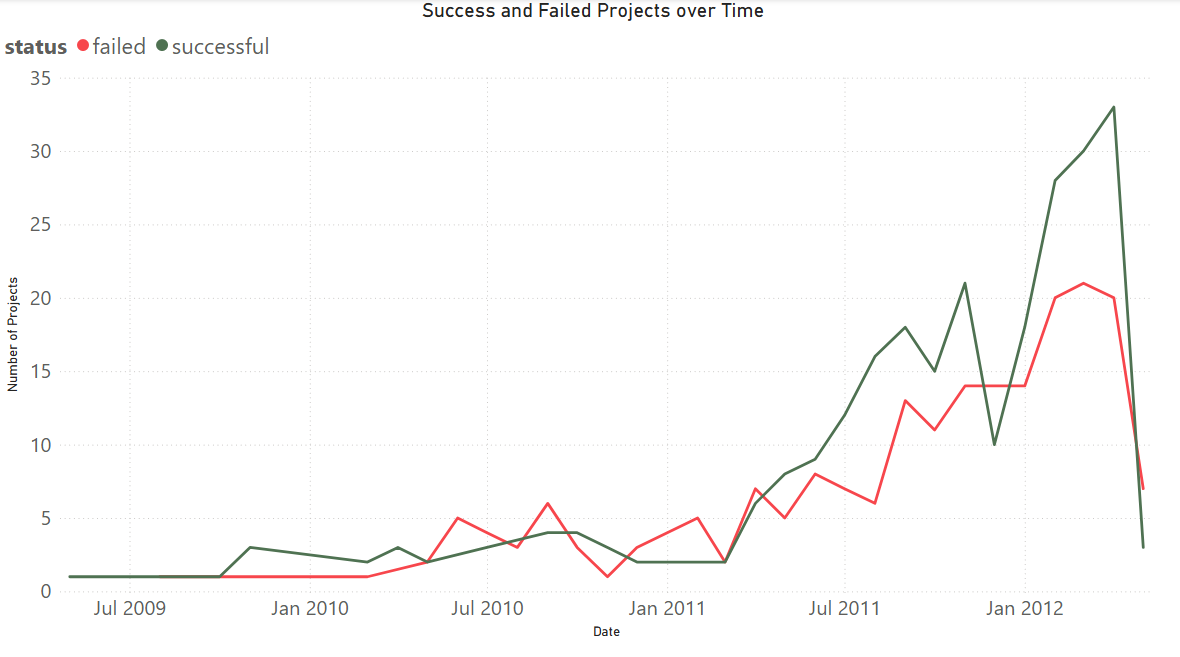 Success and Failed Projects over Time
status failed successful
35
30
25
20
15
10
5
0
Number of Projects
Jul 2009 Jan 2010 Jul 2010 Jan 2011 Jul 2011 Jan 2012
Date